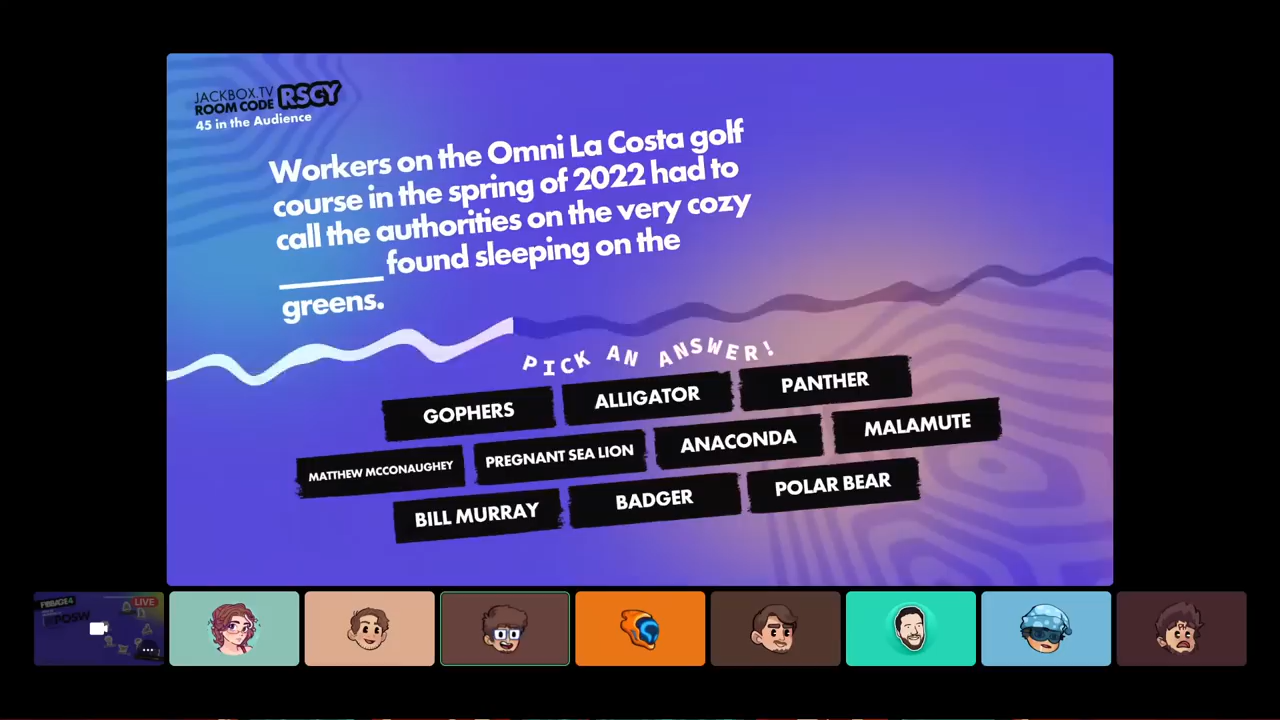 JACKBOX.TV
ROOM CODE RSCY
45 in the Audience
Workers on the Omni La Costa golf
course in the spring of 2022 had to
call the authorities on the very cozy
______ found sleeping on the
greens.
PICK AN ANSWER!
GOPHERS
ALLIGATOR
PANTHER
MATTHEW MCCONAUGHEY
PREGNANT SEA LION
ANACONDA
MALAMUTE
BILL MURRAY
BADGER
POLAR BEAR
LIVE